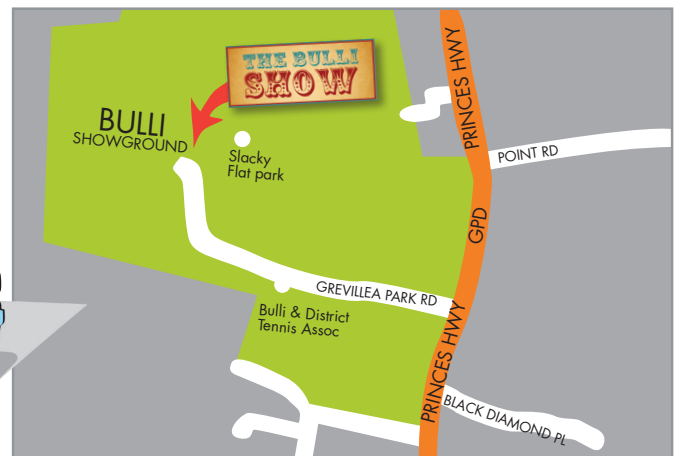 THE BULLI
SHOW
PRINCES HWY
BULLI
SHOWGROUND
Slacky
Flat park
POINT RD
GPD
GREVILLEA PARK RD
Bulli & District
Tennis Assoc
PRINCES HWY
BLACK DIAMOND PL